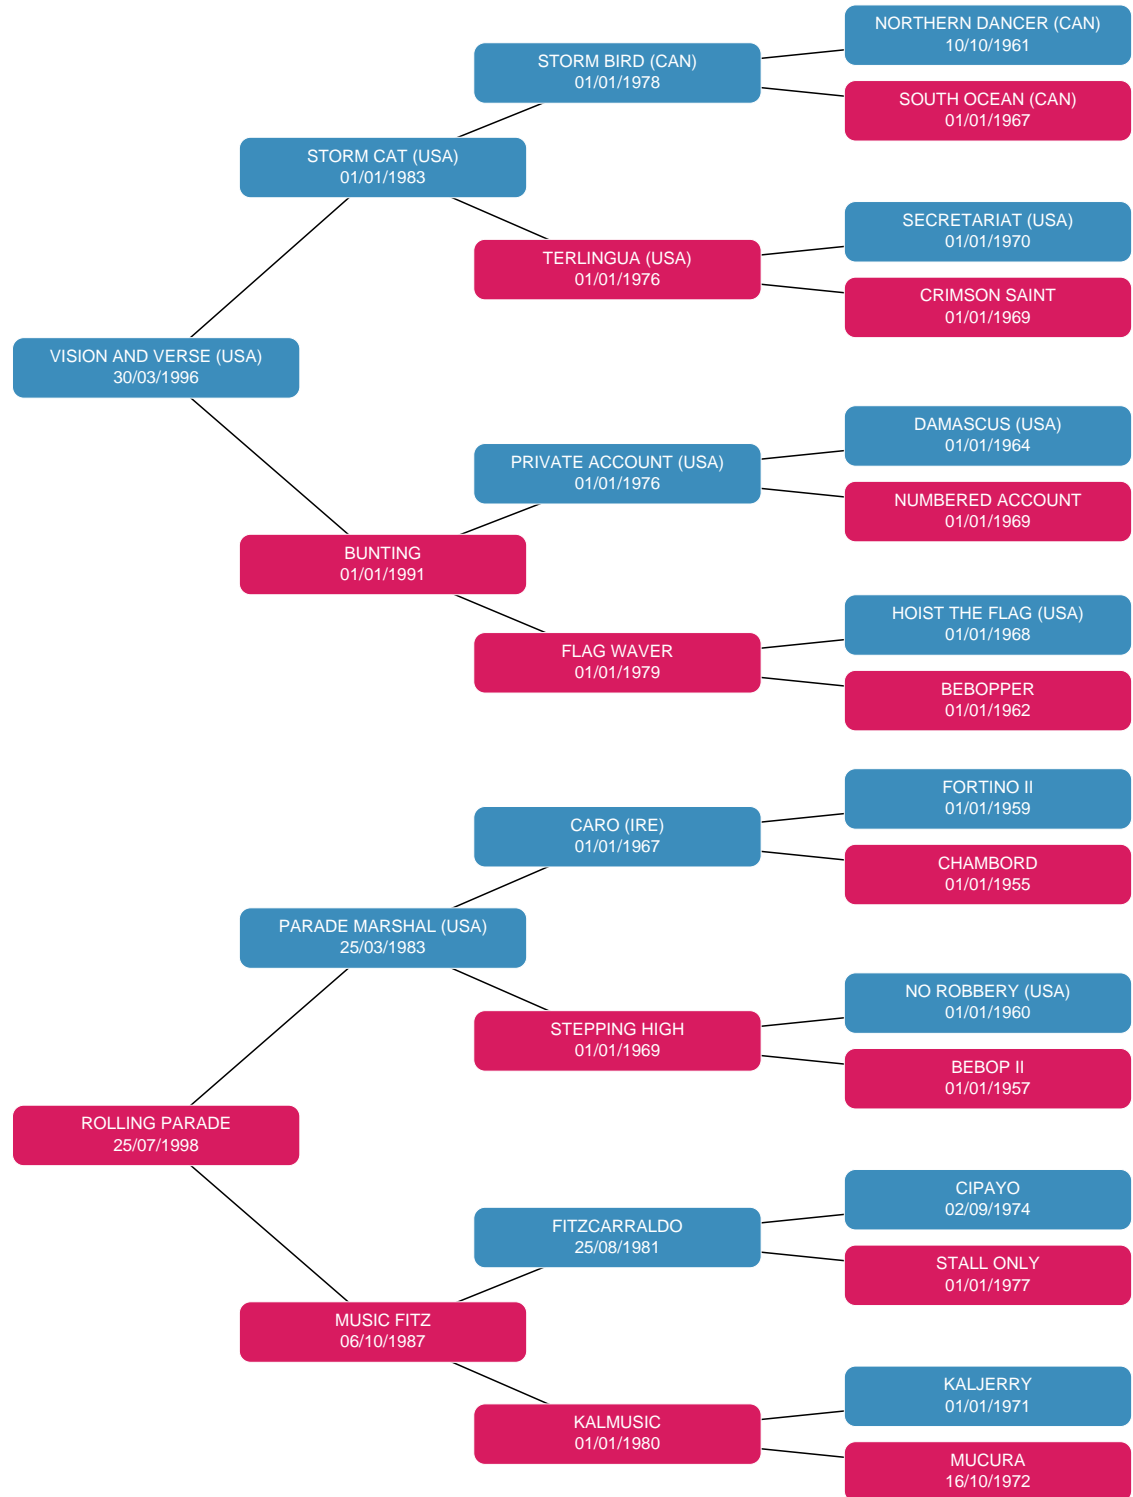 NORTHERN DANCER (CAN)
10/10/1961
STORM BIRD (CAN)
01/01/1978
SOUTH OCEAN (CAN)
01/01/1967
STORM CAT (USA)
01/01/1983
SECRETARIAT (USA)
01/01/1970
TERLINGUA (USA)
01/01/1976
CRIMSON SAINT
01/01/1969
VISION AND VERSE (USA)
30/03/1996
DAMASCUS (USA)
01/01/1964
PRIVATE ACCOUNT (USA)
01/01/1976
NUMBERED ACCOUNT
01/01/1969
BUNTING
01/01/1991
HOIST THE FLAG (USA)
01/01/1968
FLAG WAVER
01/01/1979
BEBOPPER
01/01/1962
FORTINO II
01/01/1959
CARO (IRE)
01/01/1967
CHAMBORD
01/01/1955
PARADE MARSHAL (USA)
25/03/1983
NO ROBBERY (USA)
01/01/1960
STEPPING HIGH
01/01/1969
BEBOP II
01/01/1957
ROLLING PARADE
25/07/1998
CIPAYO
02/09/1974
FITZCARRALDO
25/08/1981
STALL ONLY
01/01/1977
MUSIC FITZ
06/10/1987
KALJERRY
01/01/1971
KALMUSIC
01/01/1980
MUCURA
16/10/1972